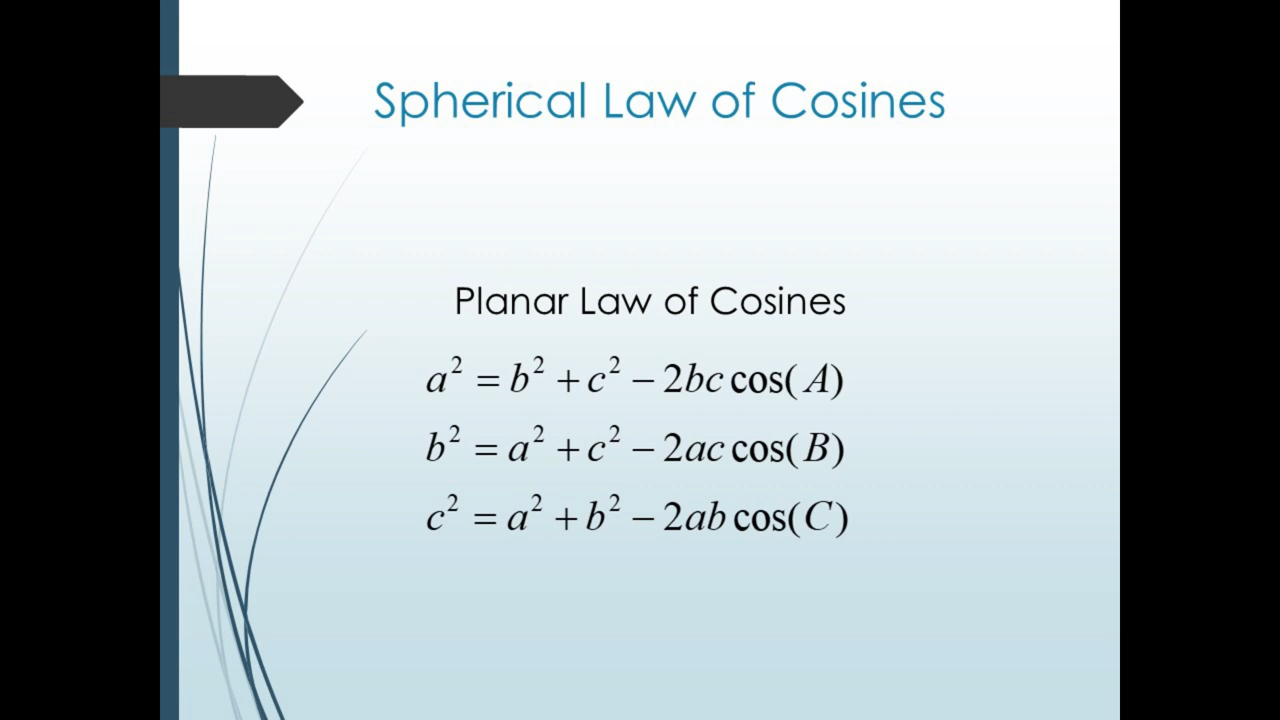 Spherical Law of Cosines
Planar Law of Cosines
a² = b² + c² − 2bc cos(A)
b² = a² + c² − 2ac cos(B)
c² = a² + b² − 2ab cos(C)